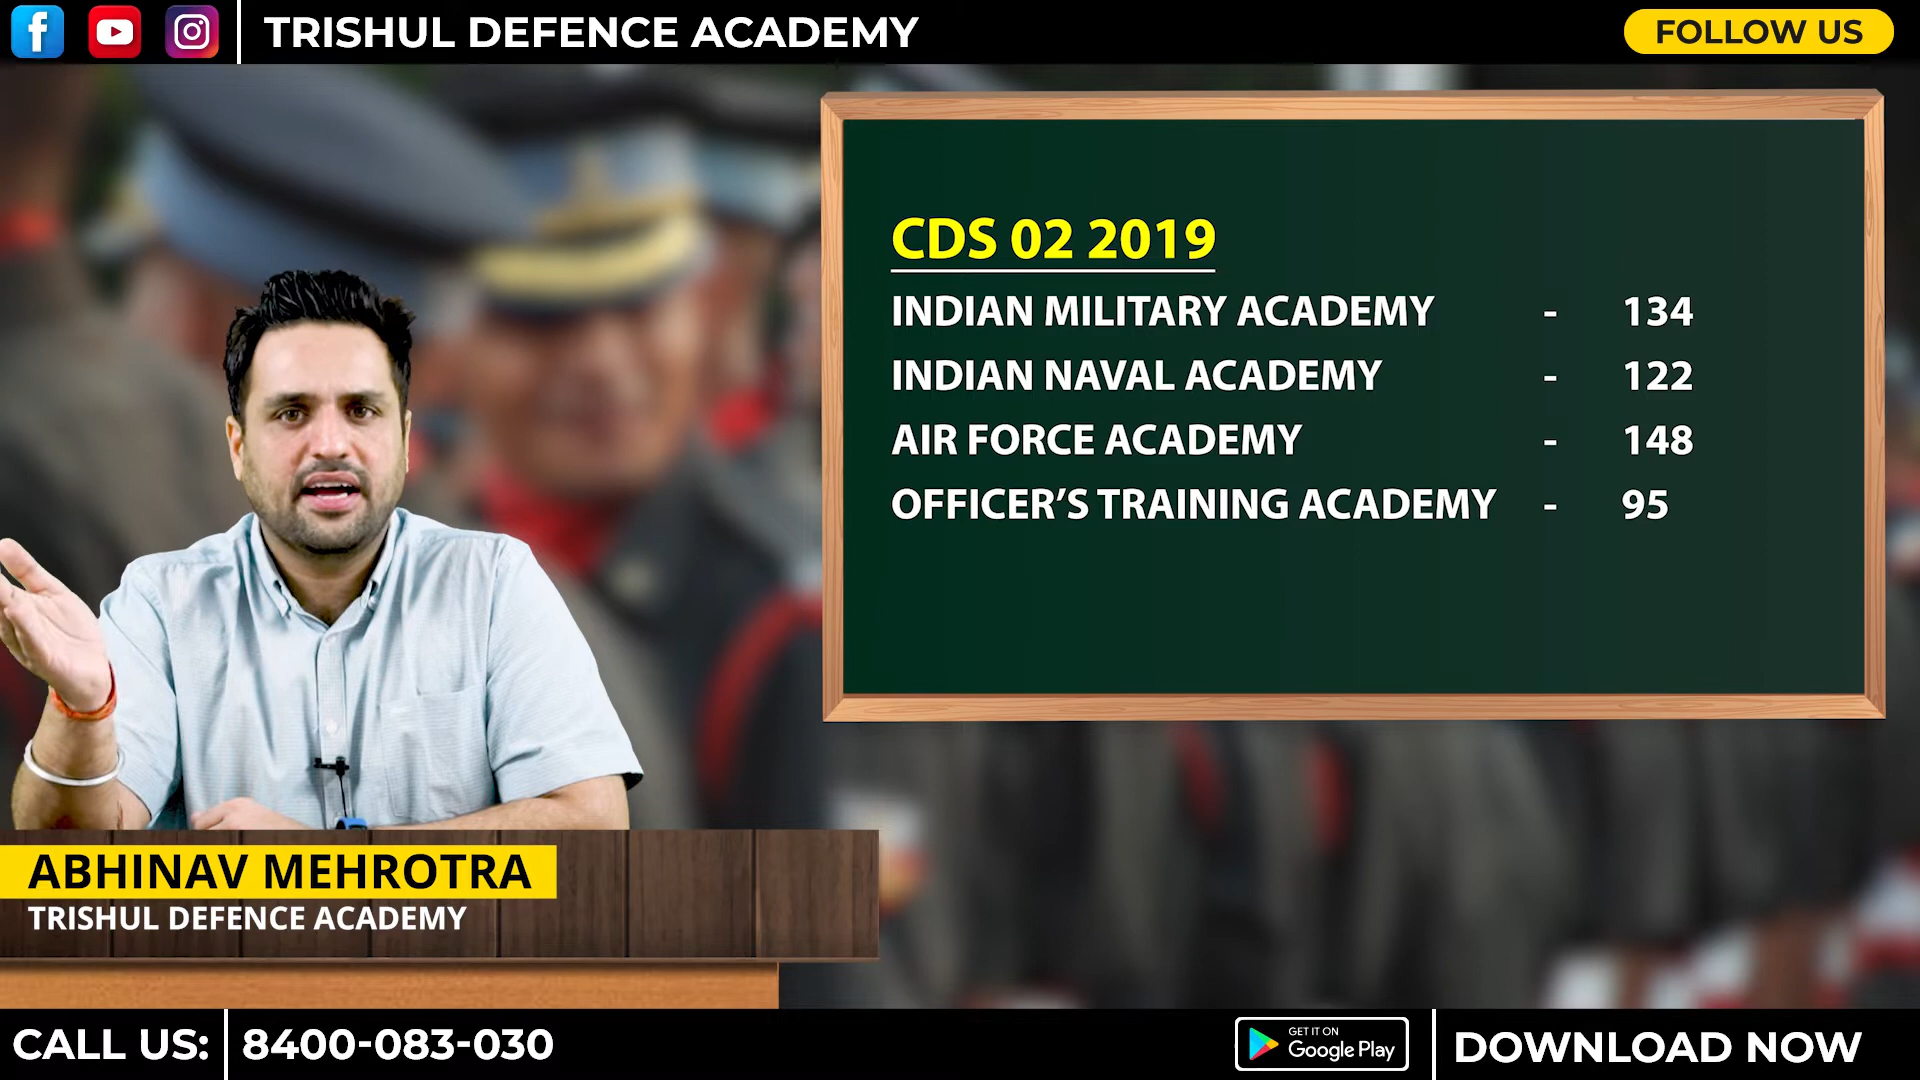 TRISHUL DEFENCE ACADEMY
FOLLOW US
CDS 02 2019
INDIAN MILITARY ACADEMY - 134
INDIAN NAVAL ACADEMY - 122
AIR FORCE ACADEMY - 148
OFFICER’S TRAINING ACADEMY - 95
ABHINAV MEHROTRA
TRISHUL DEFENCE ACADEMY
CALL US: 8400-083-030
GET IT ON
Google Play
DOWNLOAD NOW